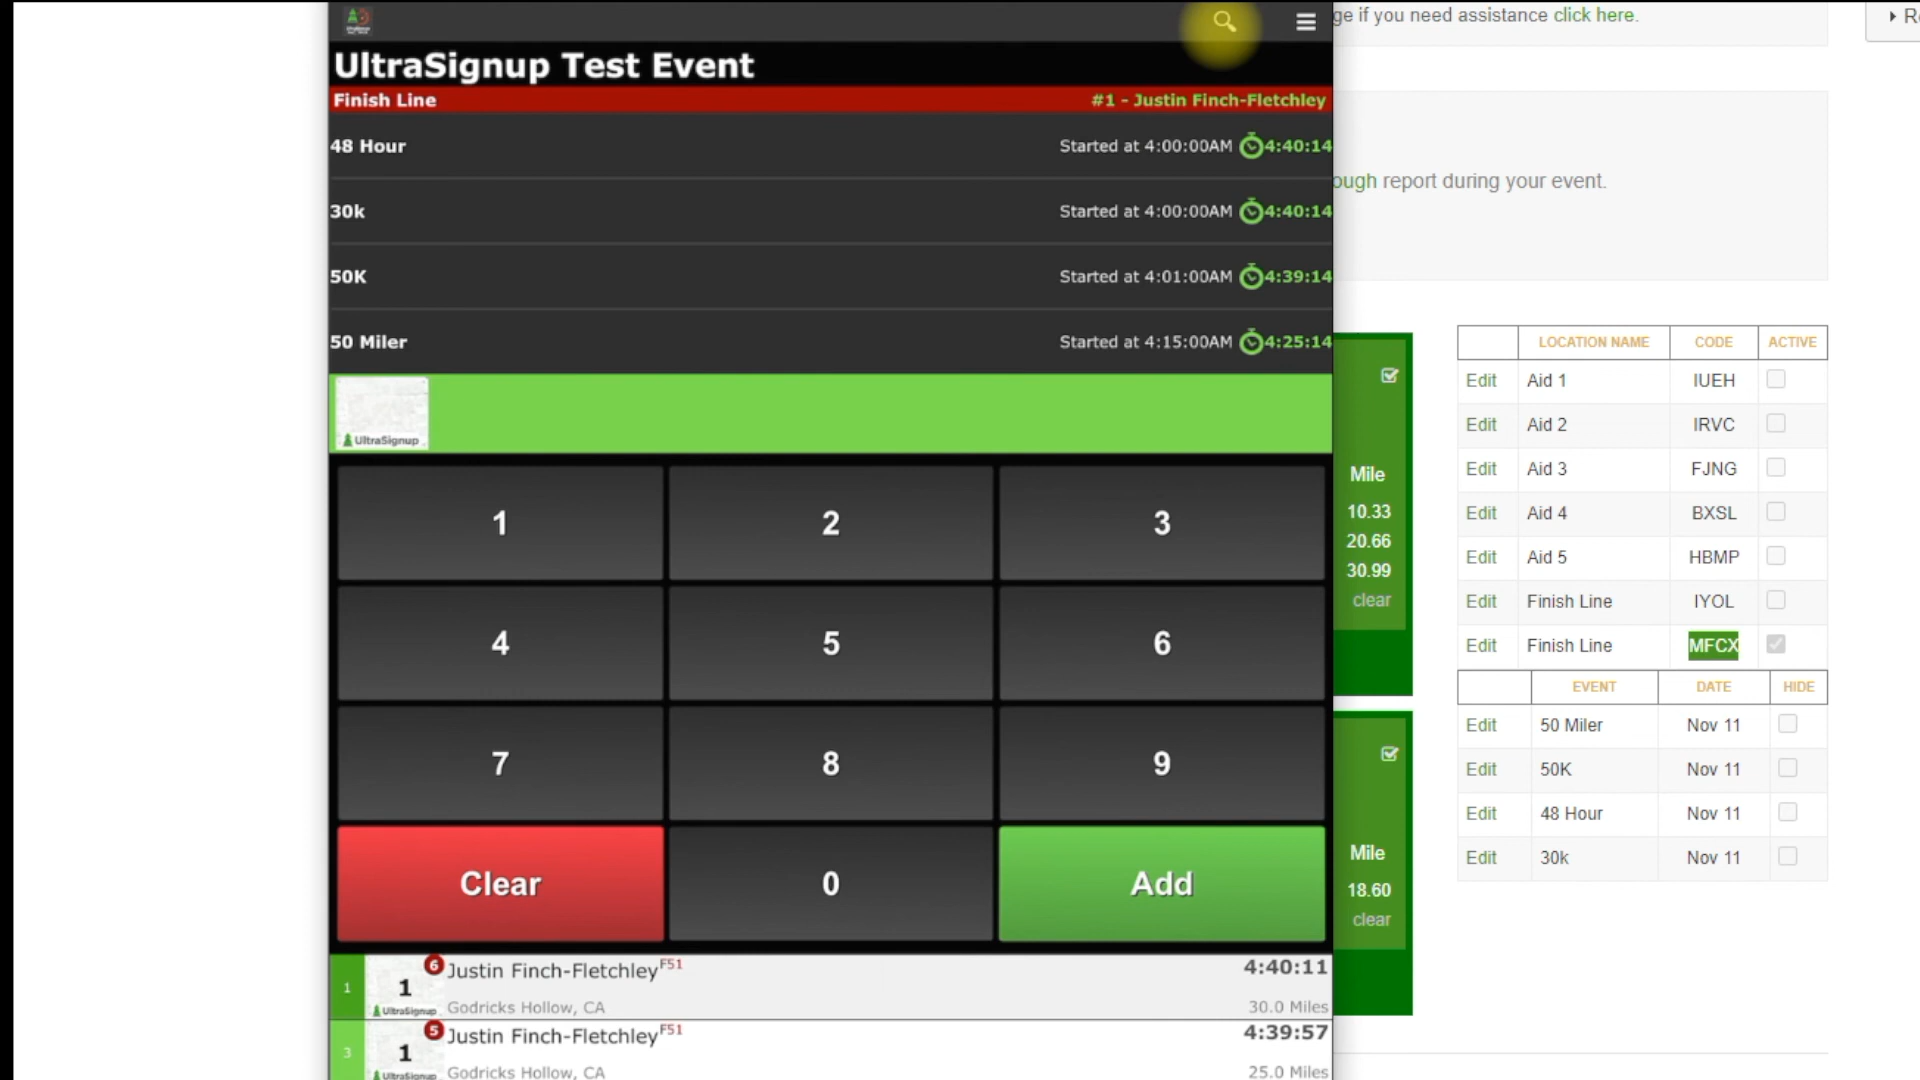 UltraSignup Test Event
Finish Line #1 - Justin Finch-Fletchley
48 Hour Started at 4:00:00AM 4:40:14
30k Started at 4:00:00AM 4:40:14
50K Started at 4:01:00AM 4:39:14
50 Miler Started at 4:15:00AM 4:25:14
UltraSignup
1 2 3
4 5 6
7 8 9
Clear 0 Add
1 1 6 Justin Finch-Fletchley F51 4:40:11
UltraSignup Godricks Hollow, CA 30.0 Miles
3 1 5 Justin Finch-Fletchley F51 4:39:57
UltraSignup Godricks Hollow, CA 25.0 Miles
ge if you need assistance click here.
ough report during your event.
Mile
10.33
20.66
30.99
clear
Mile
18.60
clear
LOCATION NAME CODE ACTIVE
Edit Aid 1 IUEH
Edit Aid 2 IRVC
Edit Aid 3 FJNG
Edit Aid 4 BXSL
Edit Aid 5 HBMP
Edit Finish Line IYOL
Edit Finish Line MFCX
EVENT DATE HIDE
Edit 50 Miler Nov 11
Edit 50K Nov 11
Edit 48 Hour Nov 11
Edit 30k Nov 11